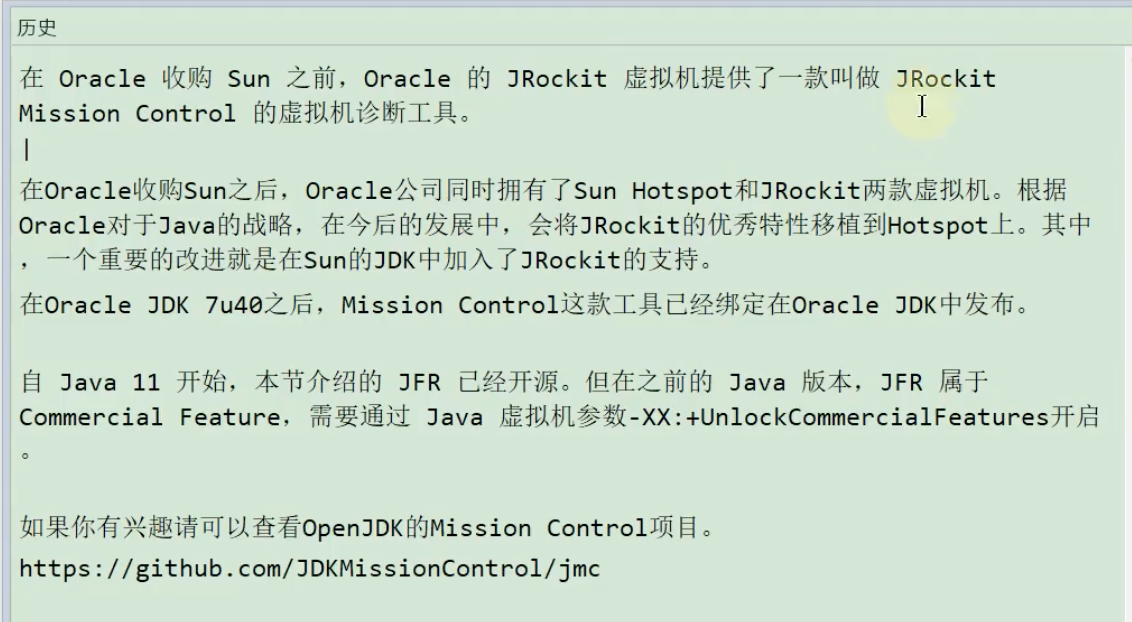 历史
在 Oracle 收购 Sun 之前，Oracle 的 JRockit 虚拟机提供了一款叫做 JRockit
Mission Control 的虚拟机诊断工具。
在Oracle收购Sun之后，Oracle公司同时拥有了Sun Hotspot和JRockit两款虚拟机。根据
Oracle对于Java的战略，在今后的发展中，会将JRockit的优秀特性移植到Hotspot上。其中
，一个重要的改进就是在Sun的JDK中加入了JRockit的支持。
在Oracle JDK 7u40之后，Mission Control这款工具已经绑定在Oracle JDK中发布。
自 Java 11 开始，本节介绍的 JFR 已经开源。但在之前的 Java 版本，JFR 属于
Commercial Feature，需要通过 Java 虚拟机参数-XX:+UnlockCommercialFeatures开启
。
如果你有兴趣请可以查看OpenJDK的Mission Control项目。
https://github.com/JDKMissionControl/jmc